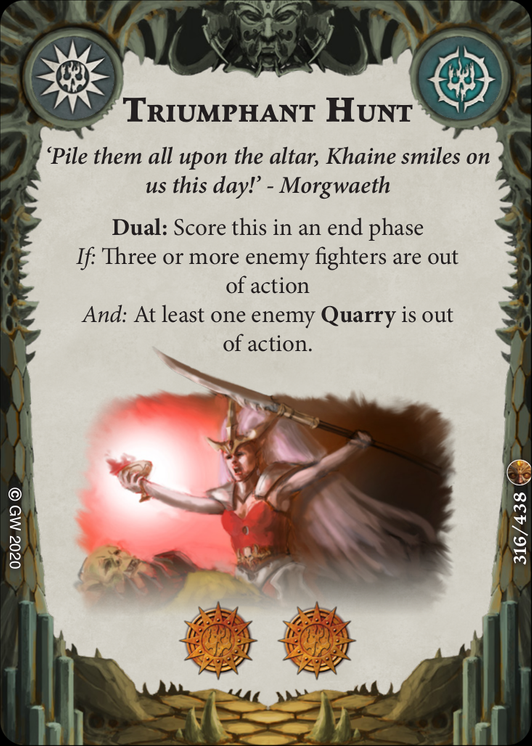 Triumphant Hunt
‘Pile them all upon the altar, Khaine smiles on
us this day!’ - Morgwaeth
Dual: Score this in an end phase
If: Three or more enemy fighters are out
of action
And: At least one enemy Quarry is out
of action.
© GW 2020
316/438